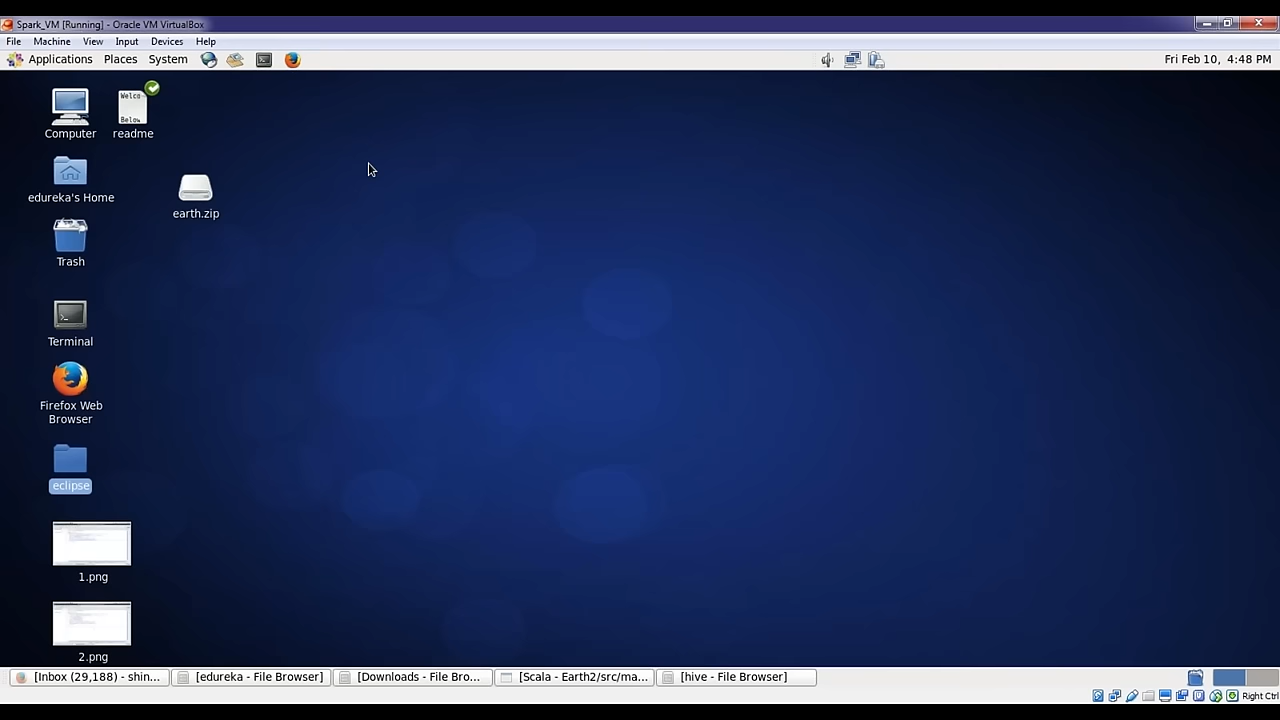 Spark_VM [Running] - Oracle VM VirtualBox
File Machine View Input Devices Help
Applications Places System Fri Feb 10, 4:48 PM
Welco
Below
Computer
readme
edureka's Home
earth.zip
Trash
Terminal
Firefox Web
Browser
eclipse
1.png
2.png
[Inbox (29,188) - shin... [edureka - File Browser] [Downloads - File Bro... [Scala - Earth2/src/ma... [hive - File Browser]
Right Ctrl